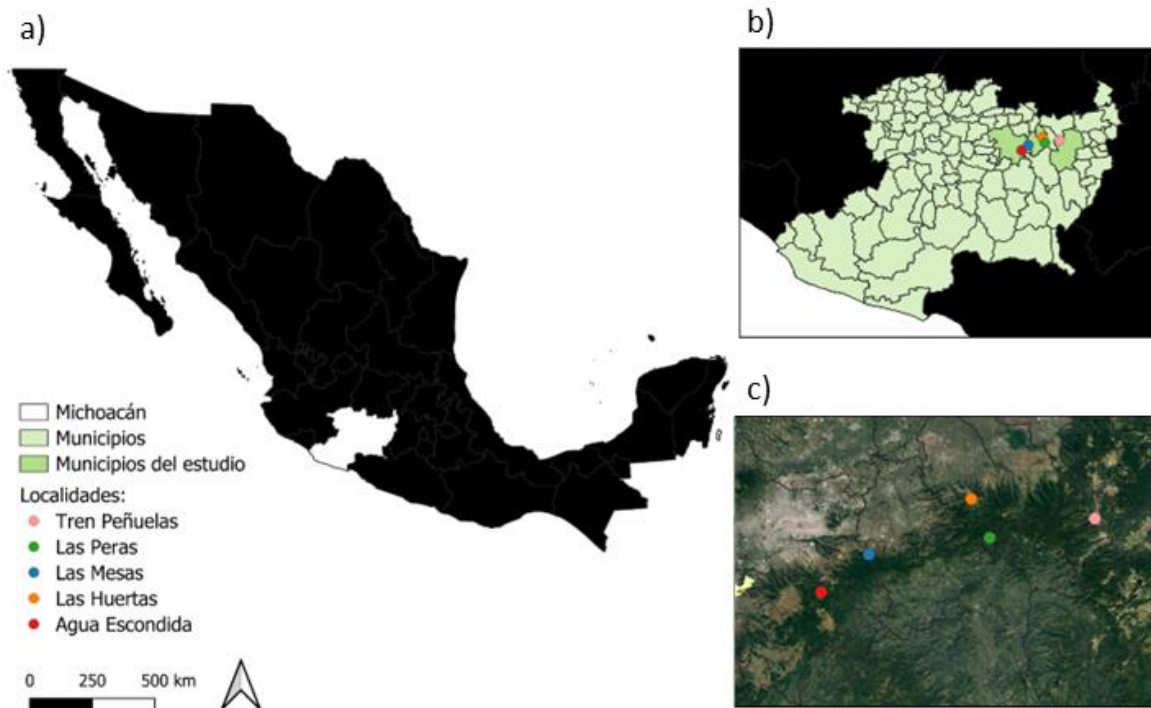 a)
b)
Michoacán
Municipios
Municipios del estudio
Localidades:
Tren Peñuelas
Las Peras
Las Mesas
Las Huertas
Agua Escondida
0 250 500 km
c)